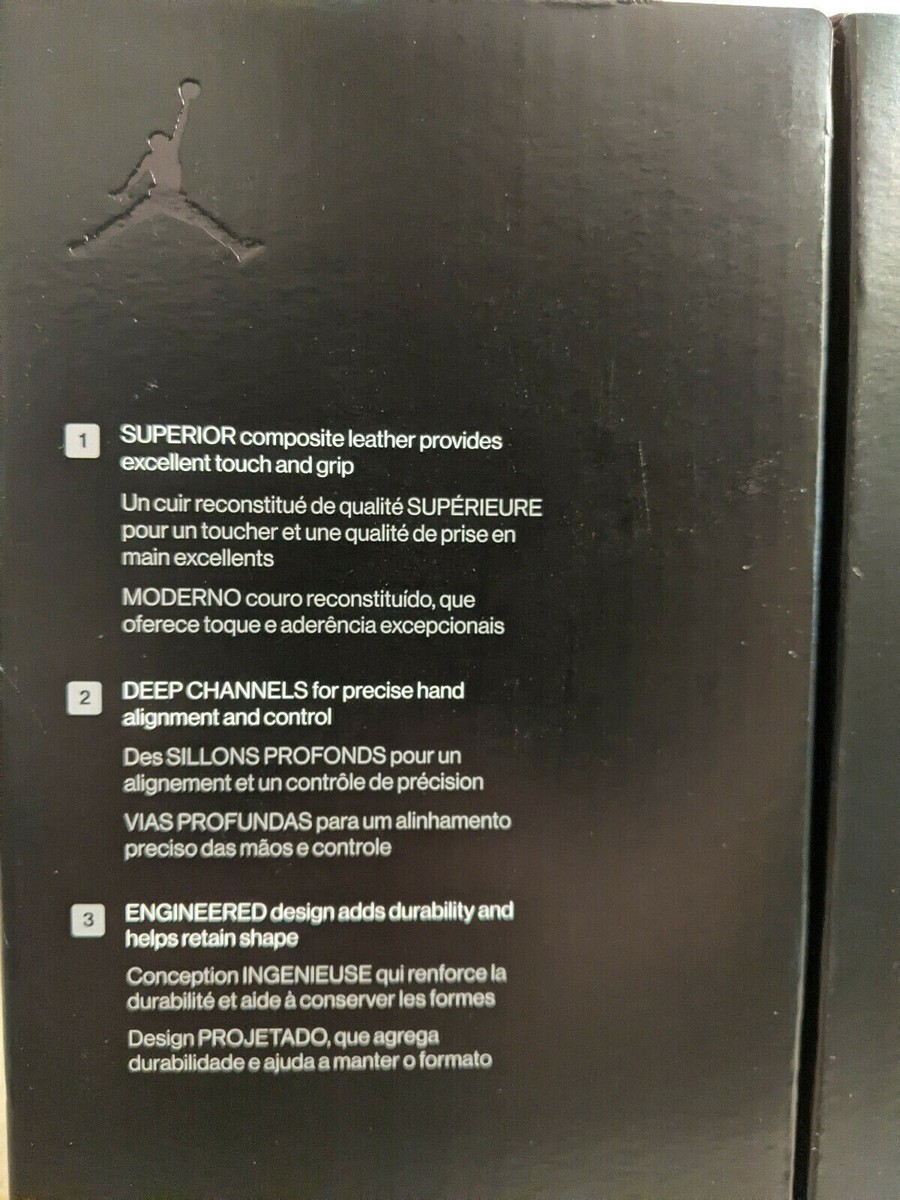 1 SUPERIOR composite leather provides
excellent touch and grip
Un cuir reconstitué de qualité SUPÉRIEURE
pour un toucher et une qualité de prise en
main excellents
MODERNO couro reconstituído, que
oferece toque e aderência excepcionais
2 DEEP CHANNELS for precise hand
alignment and control
Des SILLONS PROFONDS pour un
alignement et un contrôle de précision
VIAS PROFUNDAS para um alinhamento
preciso das mãos e controle
3 ENGINEERED design adds durability and
helps retain shape
Conception INGENIEUSE qui renforce la
durabilité et aide à conserver les formes
Design PROJETADO, que agrega
durabilidade e ajuda a manter o formato